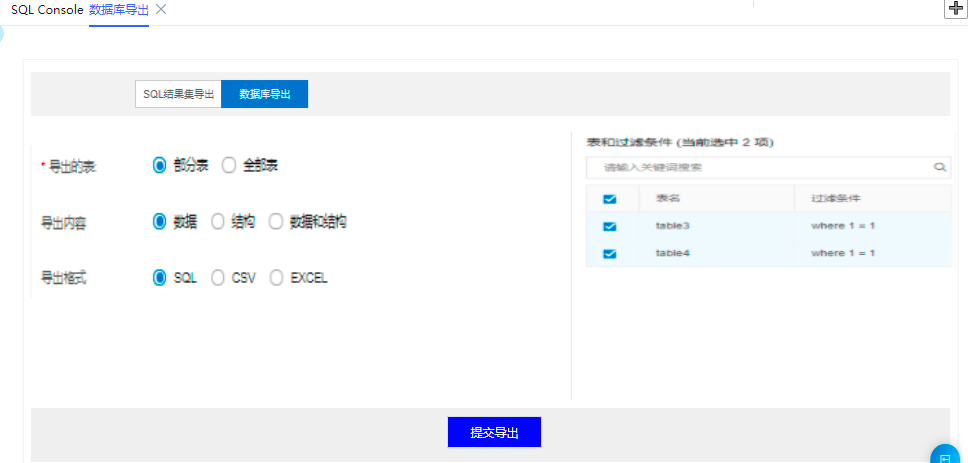 SQL Console 数据库导出
SQL结果集导出 数据库导出
* 导出的表 部分表 全部表
导出内容 数据 结构 数据和结构
导出格式 SQL CSV EXCEL
表和过滤条件 (当前选中 2 项)
请输入关键词搜索
表名 过滤条件
table3 where 1 = 1
table4 where 1 = 1
提交导出